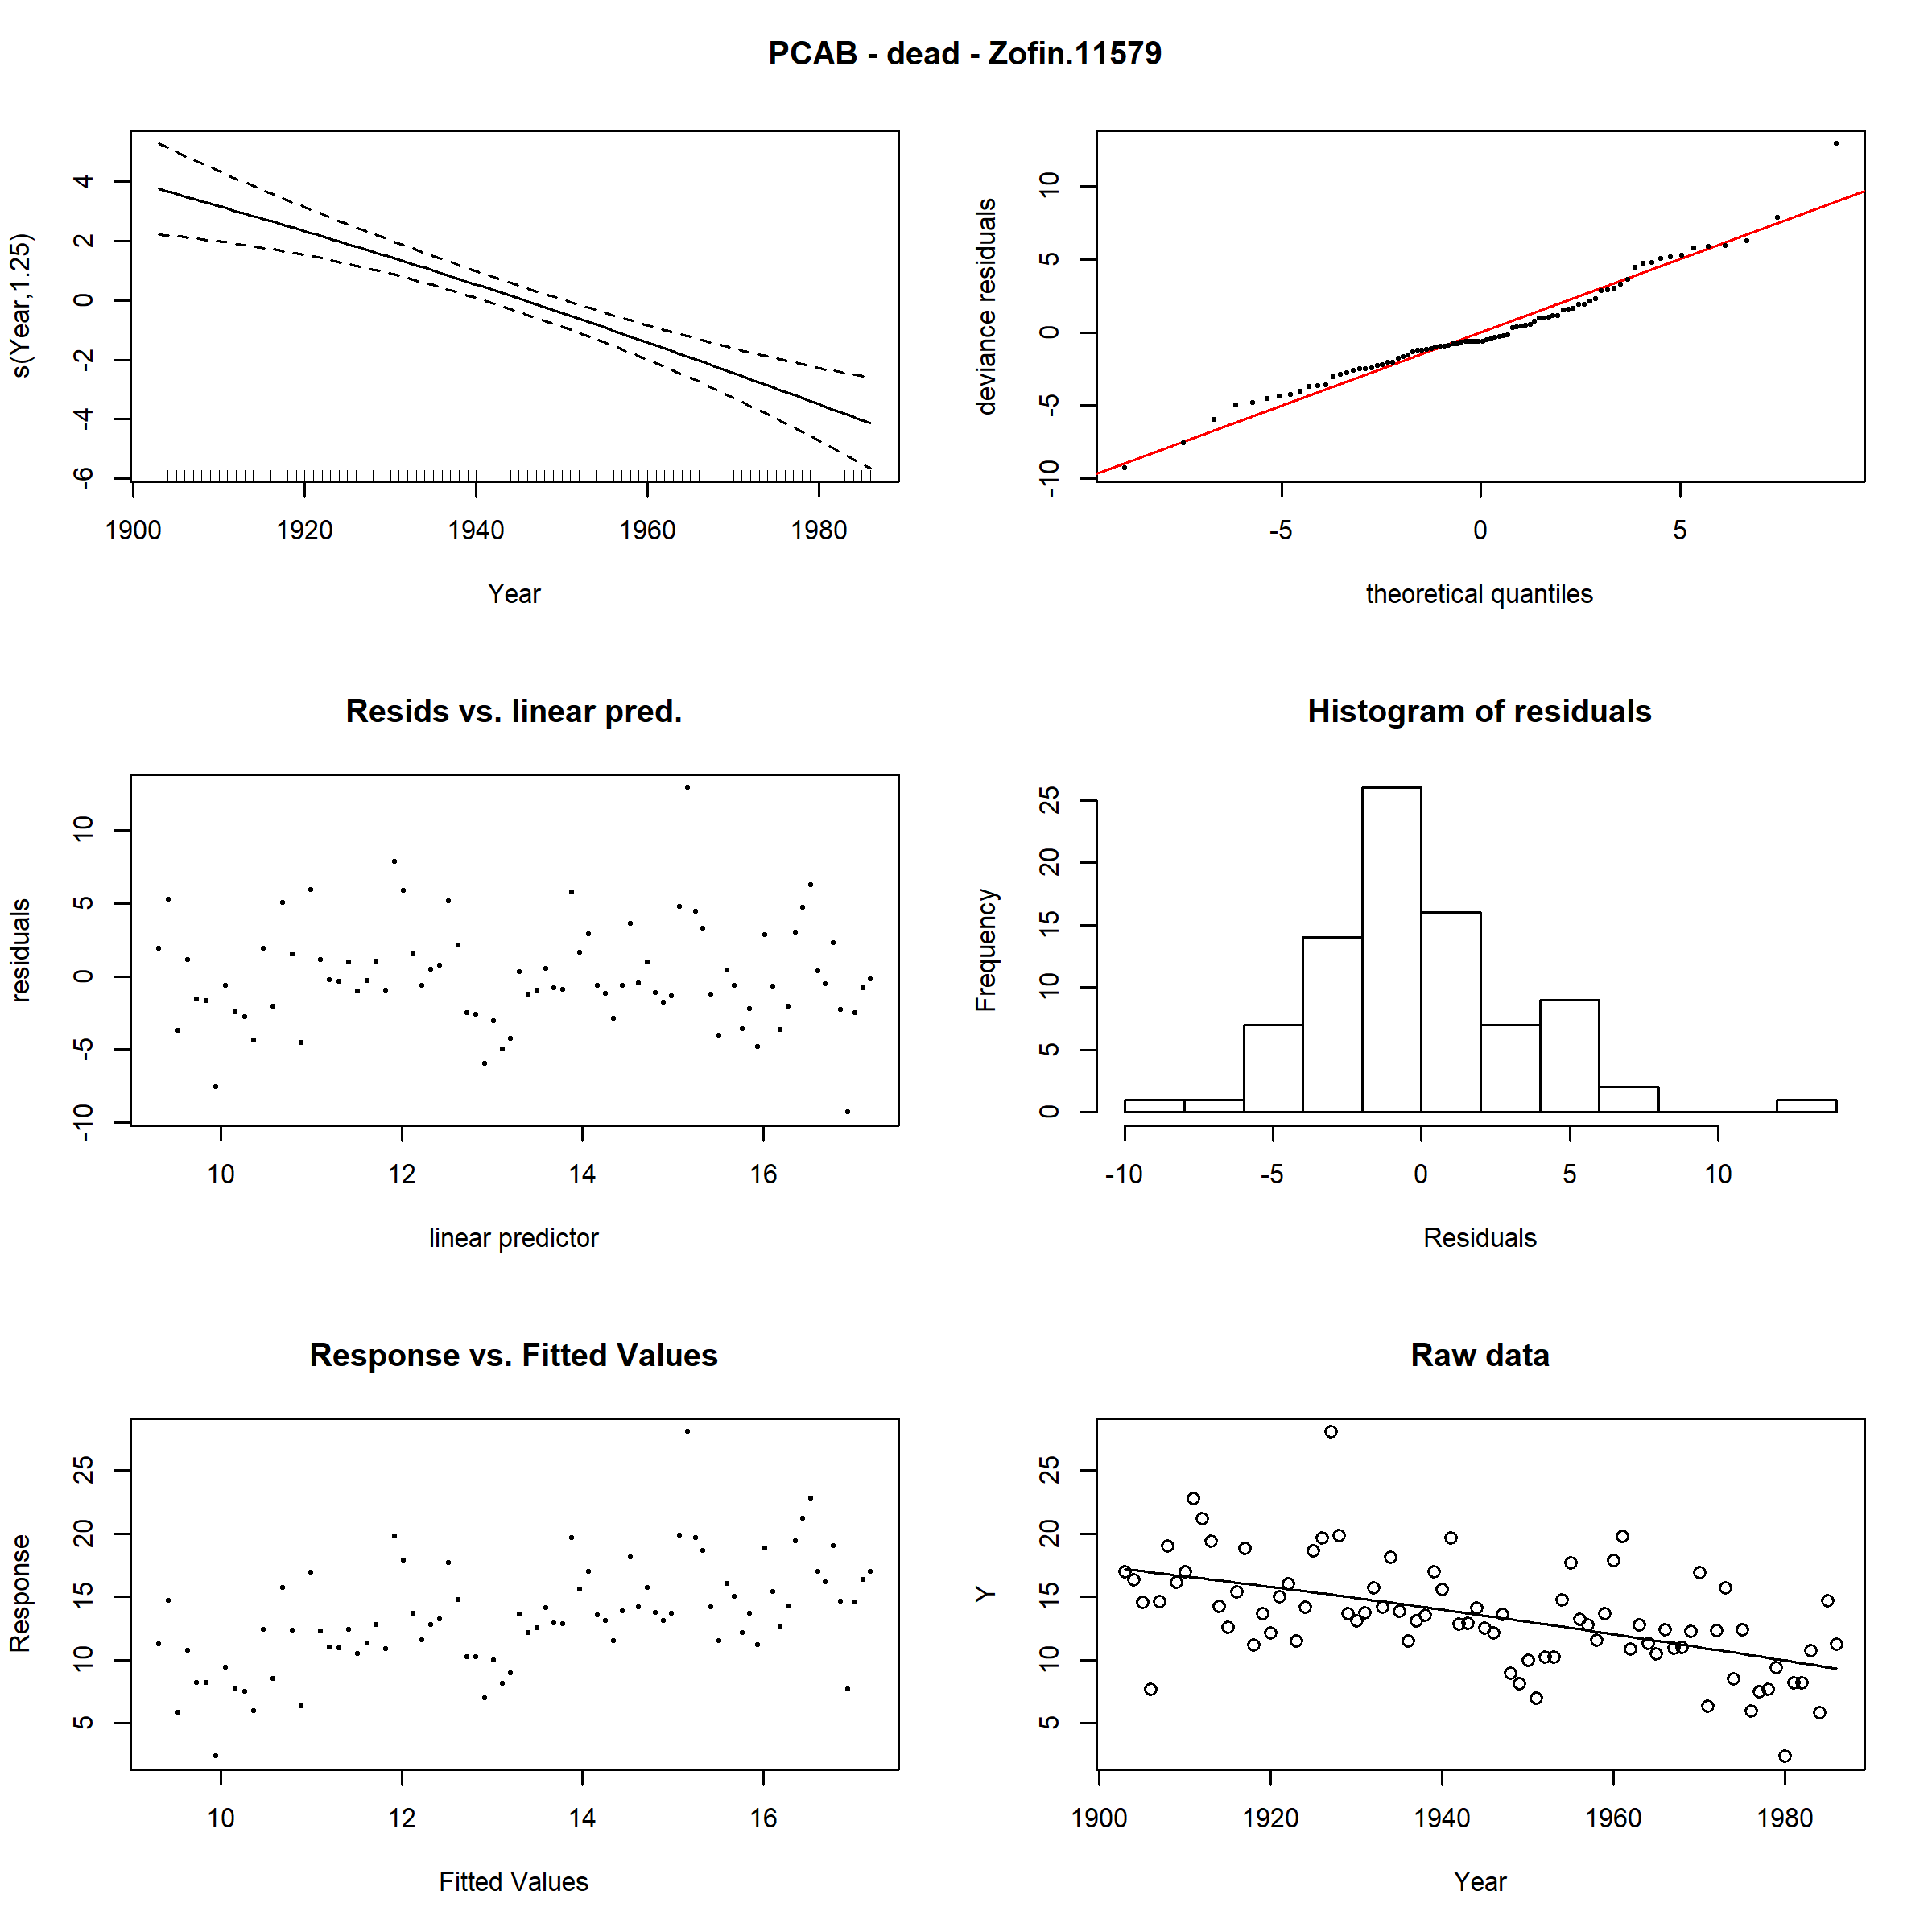 PCAB - dead - Zofin.11579
s(Year,1.25)
4
2
0
-2
-4
-6
1900 1920 1940 1960 1980
Year
deviance residuals
10
5
0
-5
-10
-5 0 5
theoretical quantiles
Resids vs. linear pred.
residuals
10
5
0
-5
-10
10 12 14 16
linear predictor
Histogram of residuals
Frequency
25
20
15
10
5
0
-10 -5 0 5 10
Residuals
Response vs. Fitted Values
Response
25
20
15
10
5
10 12 14 16
Fitted Values
Raw data
Y
25
20
15
10
5
1900 1920 1940 1960 1980
Year